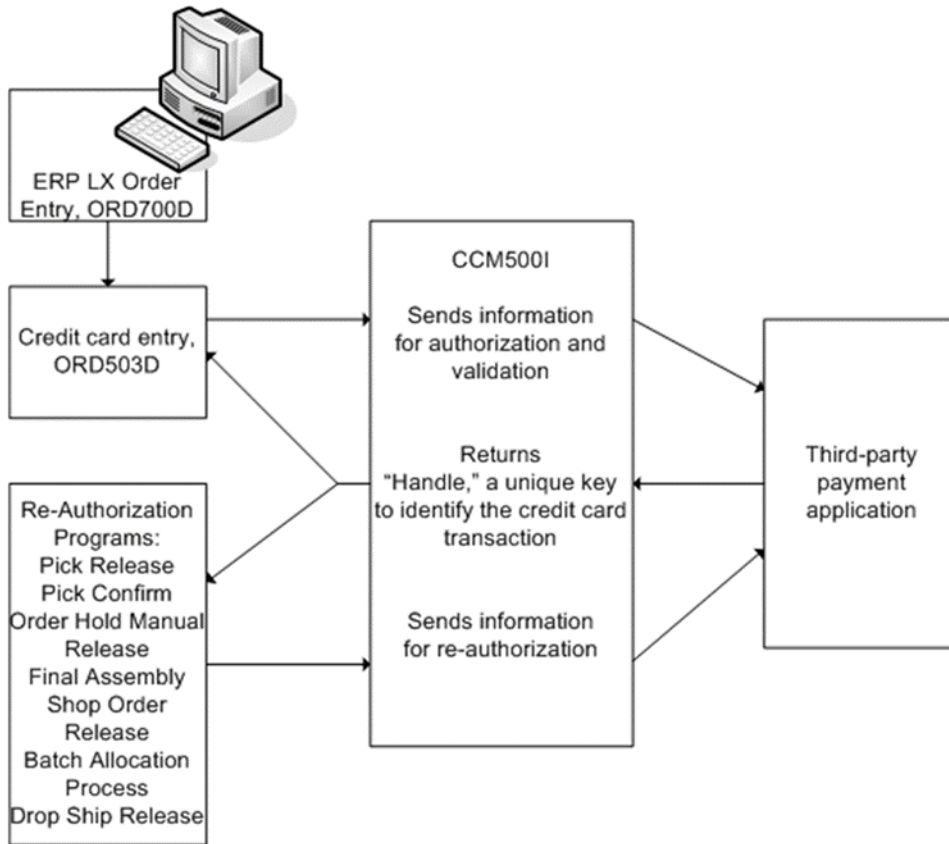 ERP LX Order
Entry, ORD700D
Credit card entry,
ORD503D
Re-Authorization
Programs:
Pick Release
Pick Confirm
Order Hold Manual
Release
Final Assembly
Shop Order
Release
Batch Allocation
Process
Drop Ship Release
CCM500I
Sends information
for authorization and
validation
Returns
“Handle,” a unique key
to identify the credit card
transaction
Sends information
for re-authorization
Third-party
payment
application